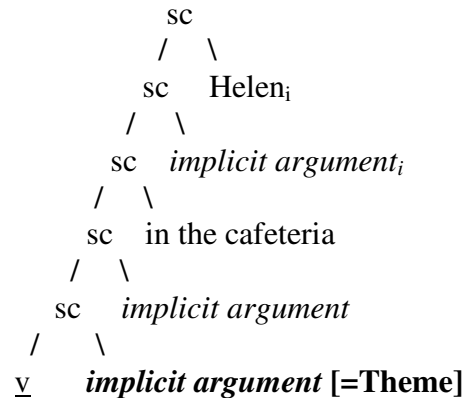 sc
/ \
sc Helenᵢ
/ \
sc implicit argumentᵢ
/ \
sc in the cafeteria
/ \
sc implicit argument
/ \
v implicit argument [=Theme]